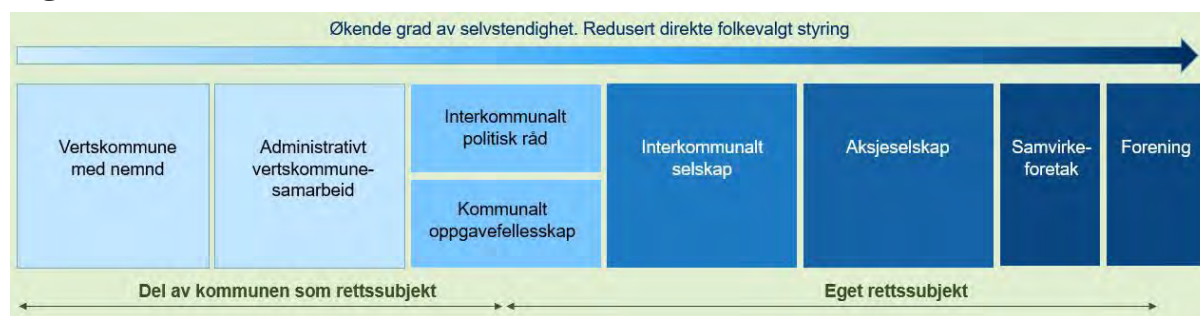 Økende grad av selvstendighet. Redusert direkte folkevalgt styring
Vertskommune
med nemnd
Administrativt
vertskommune-
samarbeid
Interkommunalt
politisk råd
Kommunalt
oppgavefellesskap
Interkommunalt
selskap
Aksjeselskap
Samvirke-
foretak
Forening
Del av kommunen som rettssubjekt
Eget rettssubjekt